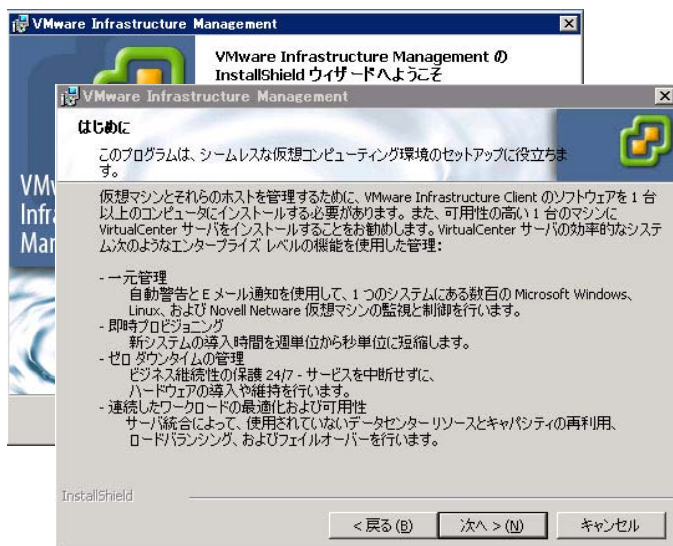 VMware Infrastructure Management
VMware Infrastructure Management の
InstallShield ウィザードへようこそ
VMware Infrastructure Management
はじめに
このプログラムは、シームレスな仮想コンピューティング環境のセットアップに役立ちま
す。
仮想マシンとそれらのホストを管理するために、VMware Infrastructure Client のソフトウェアを 1 台
以上のコンピュータにインストールする必要があります。また、可用性の高い 1 台のマシンに
VirtualCenter サーバをインストールすることをお勧めします。VirtualCenter サーバの効率的なシステ
ム次のようなエンタープライズ レベルの機能を使用した管理:
- 一元管理
自動警告と E メール通知を使用して、1 つのシステムにある数百の Microsoft Windows、
Linux、および Novell Netware 仮想マシンの監視と制御を行います。
- 即時プロビジョニング
新システムの導入時間を週単位から秒単位に短縮します。
- ゼロ ダウンタイムの管理
ビジネス継続性の保護 24/7 - サービスを中断せずに、
ハードウェアの導入や維持を行います。
- 連続したワークロードの最適化および可用性
サーバ統合によって、使用されていないデータセンター リソースとキャパシティの再利用、
ロードバランシング、およびフェイルオーバーを行います。
VM
Infra
Mar
InstallShield
< 戻る (B)
次へ > (N)
キャンセル